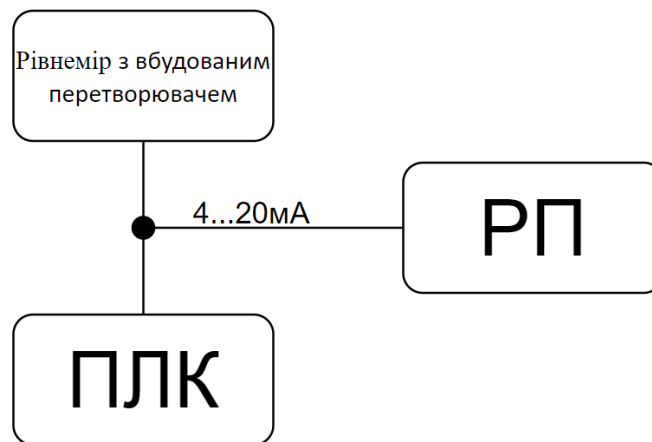 Рівнемір з вбудованим
перетворювачем
4...20мА
РП
ПЛК